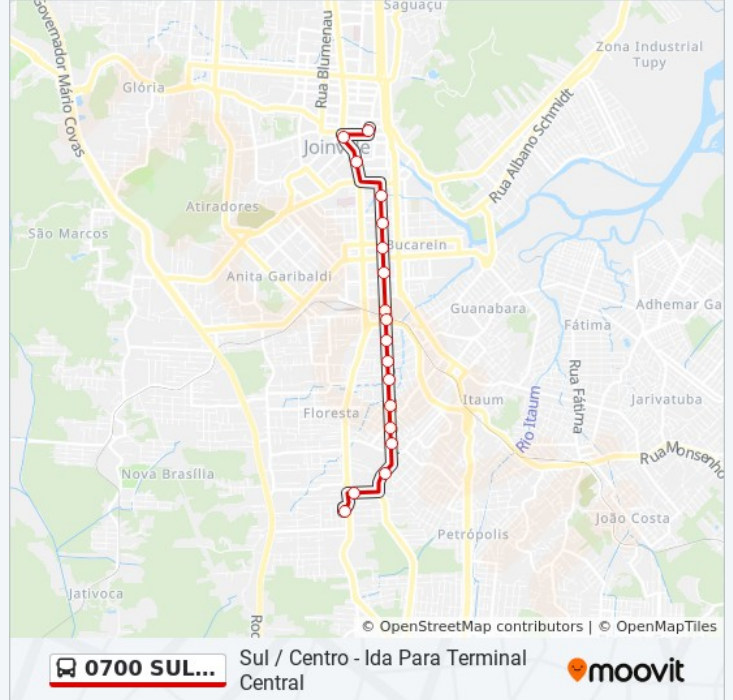 Saguaçu
Governador Mário Covas
Rua Blumenau
Zona Industrial
Tupy
Glória
Rua Albano Schmidt
Atiradores
São Marcos
Bucarein
Anita Garibaldi
Guanabara
Adhemar Ga
Fátima
Rua Fátima
Rio Itaum
Itaum
Jarivatuba
Floresta
Rua Monsenho
Nova Brasília
João Costa
Petrópolis
Jativoca
Roc
© OpenStreetMap contributors | © OpenMapTiles
0700 SUL...
Sul / Centro - Ida Para Terminal
Central
moovit